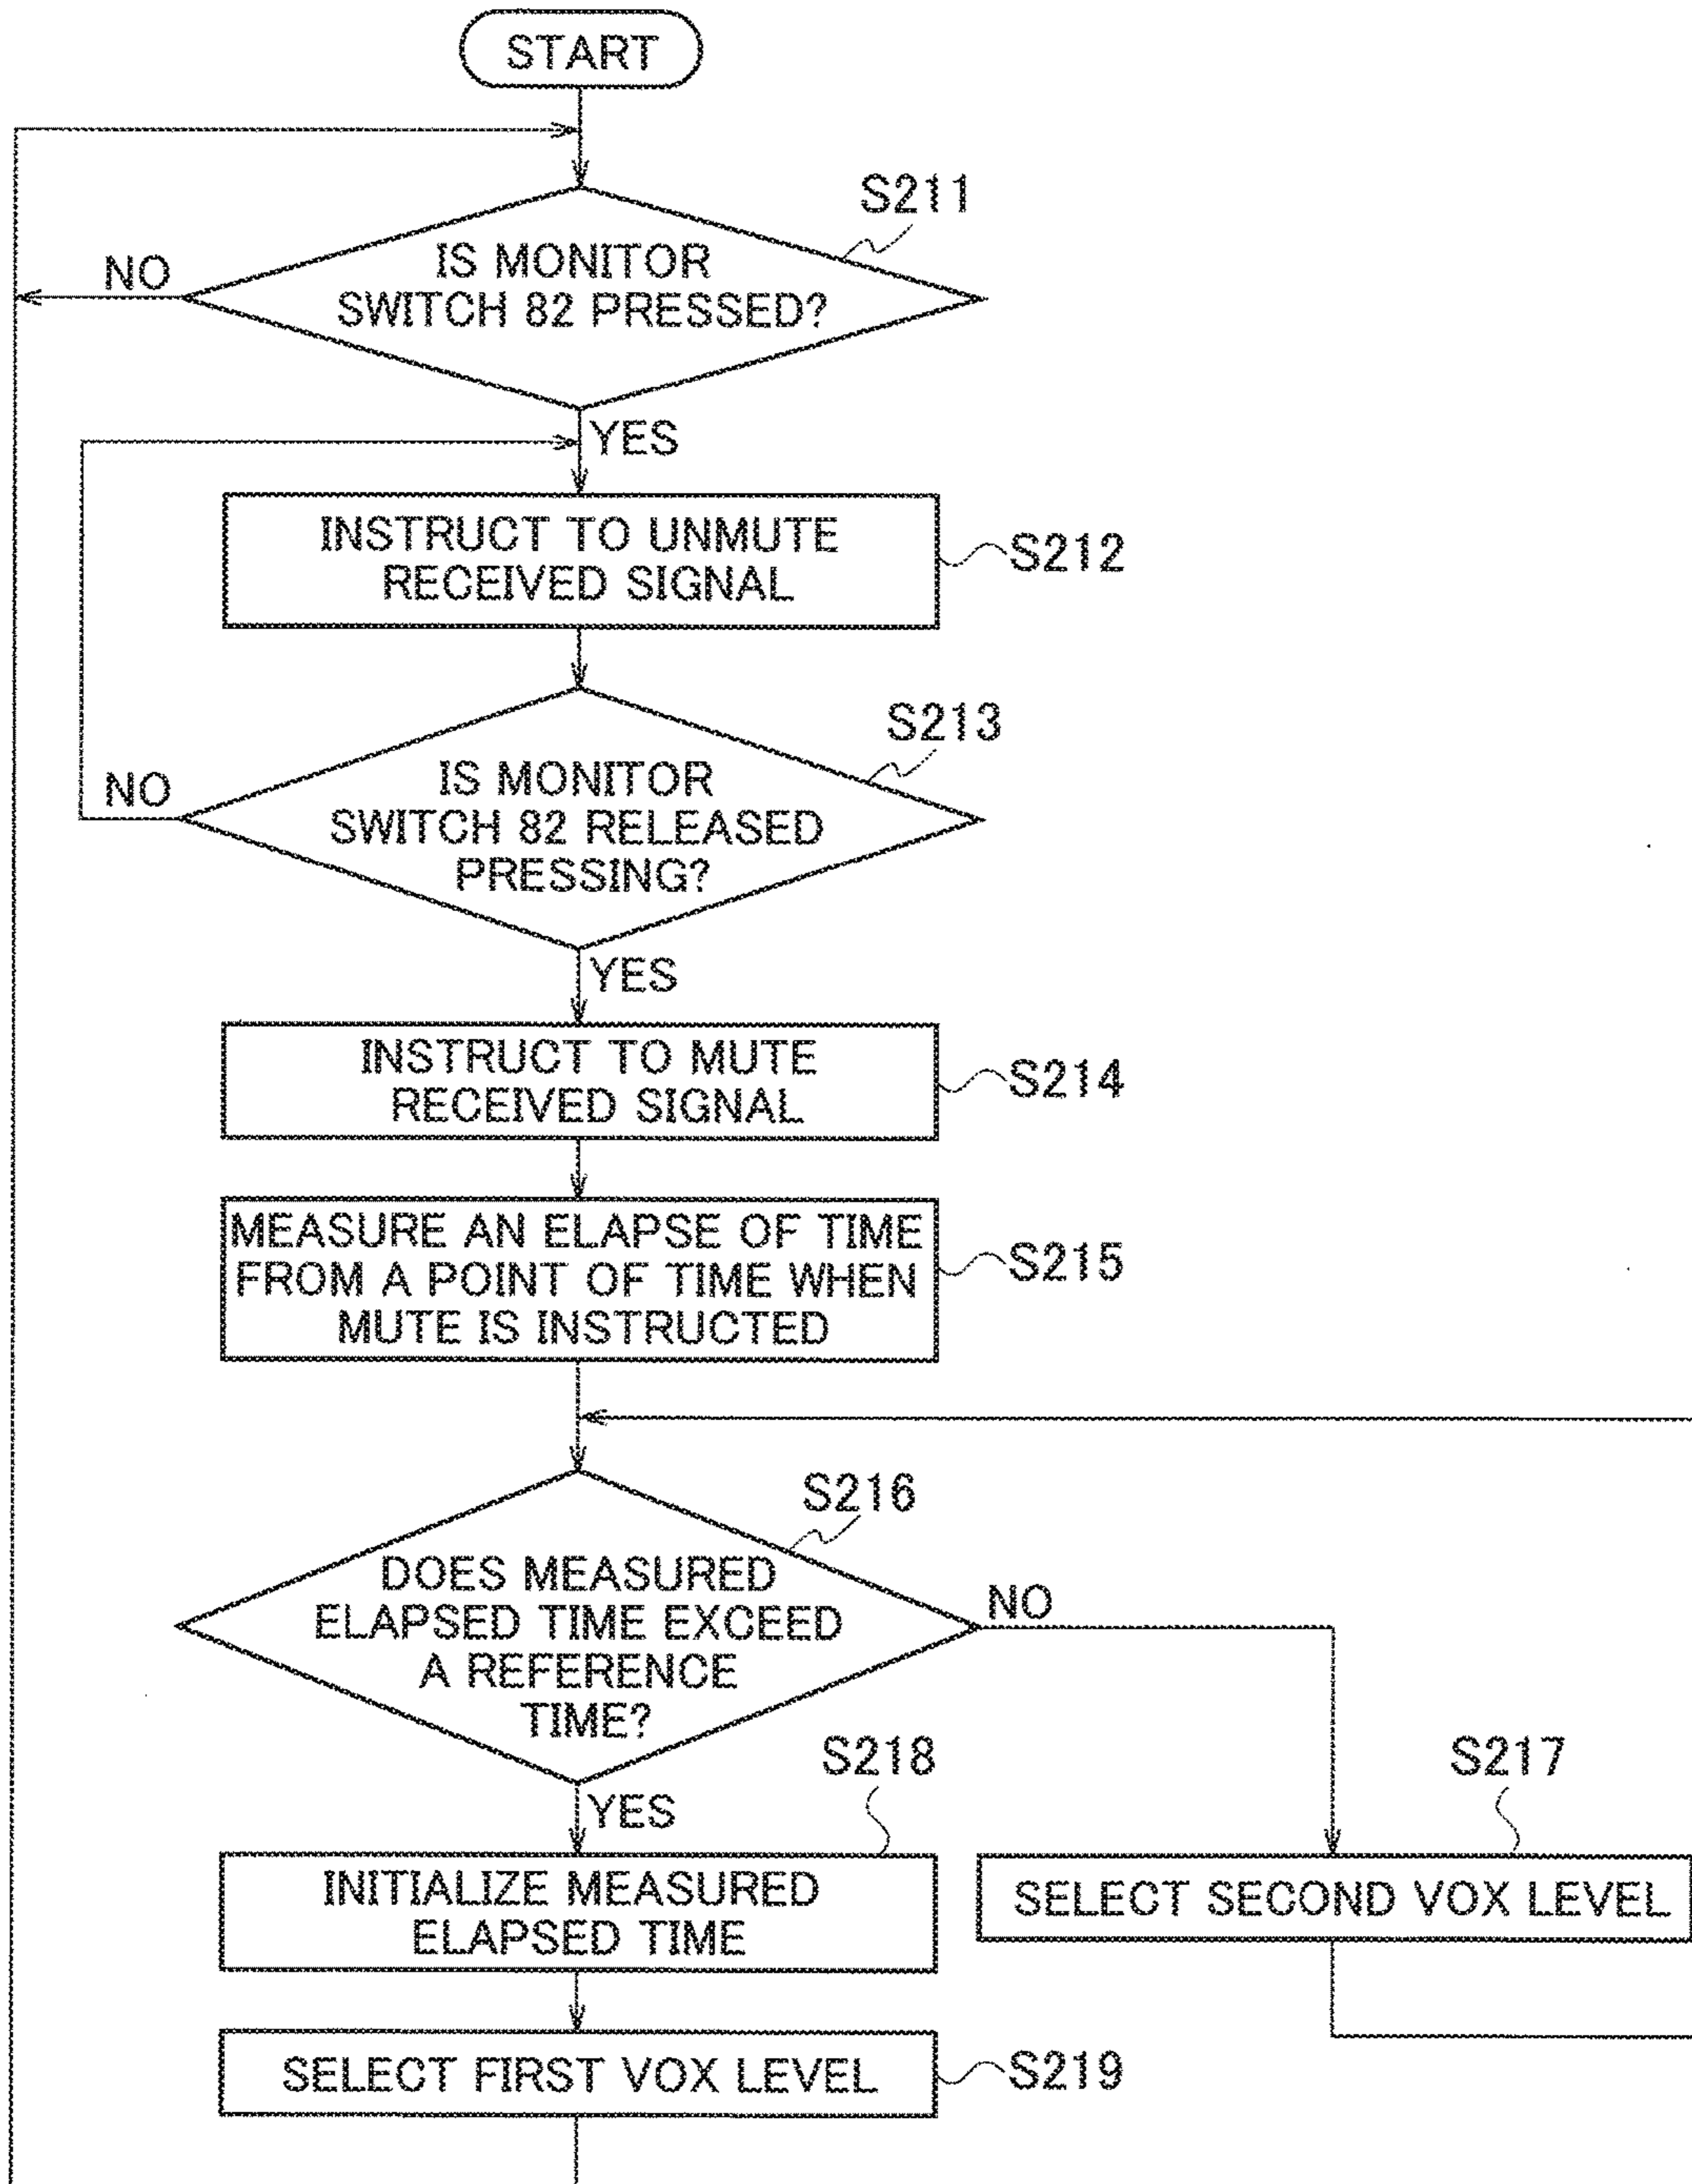 START
S211
IS MONITOR
SWITCH 82 PRESSED?
NO
YES
INSTRUCT TO UNMUTE
RECEIVED SIGNAL
S212
S213
IS MONITOR
SWITCH 82 RELEASED
PRESSING?
NO
YES
INSTRUCT TO MUTE
RECEIVED SIGNAL
S214
MEASURE AN ELAPSE OF TIME
FROM A POINT OF TIME WHEN
MUTE IS INSTRUCTED
S215
S216
DOES MEASURED
ELAPSED TIME EXCEED
A REFERENCE
TIME?
NO
YES
S218
INITIALIZE MEASURED
ELAPSED TIME
S217
SELECT SECOND VOX LEVEL
SELECT FIRST VOX LEVEL
S219